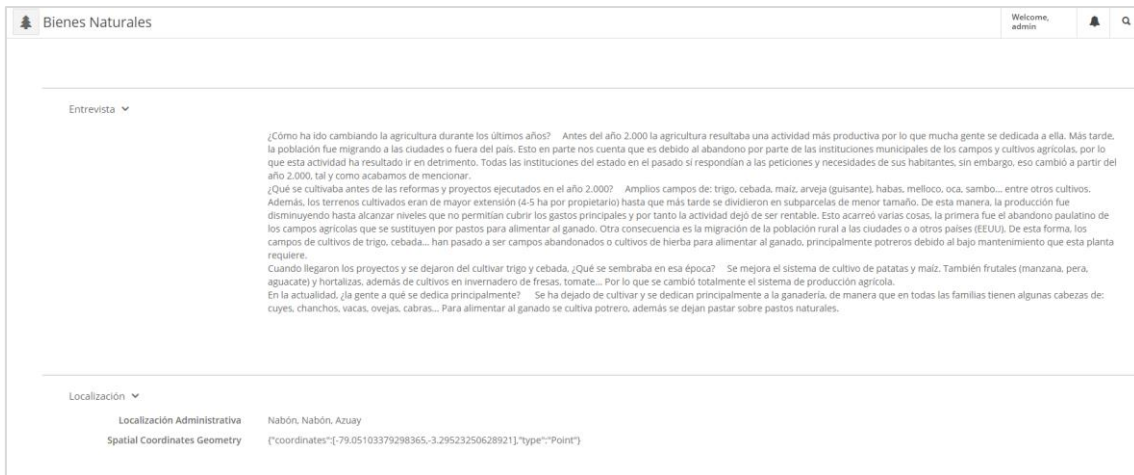 Bienes Naturales
Welcome,
admin
Entrevista
¿Cómo ha ido cambiando la agricultura durante los últimos años? Antes del año 2.000 la agricultura resultaba una actividad más productiva por lo que mucha gente se dedicada a ella. Más tarde,
la población fue migrando a las ciudades o fuera del país. Esto en parte nos cuenta que es debido al abandono por parte de las instituciones municipales de los campos y cultivos agrícolas, por lo
que esta actividad ha resultado ir en detrimento. Todas las instituciones del estado en el pasado si respondían a las peticiones y necesidades de sus habitantes, sin embargo, eso cambió a partir del
año 2.000, tal y como acabamos de mencionar.
¿Qué se cultivaba antes de las reformas y proyectos ejecutados en el año 2.000? Amplios campos de: trigo, cebada, maíz, arveja (guisante), habas, melloco, oca, sambo... entre otros cultivos.
Además, los terrenos cultivados eran de mayor extensión (4-5 ha por propietario) hasta que más tarde se dividieron en subparcelas de menor tamaño. De esta manera, la producción fue
disminuyendo hasta alcanzar niveles que no permitían cubrir los gastos principales y por tanto la actividad dejó de ser rentable. Esto acarreó varias cosas, la primera fue el abandono paulatino de
los campos agrícolas que se sustituyen por pastos para alimentar al ganado. Otra consecuencia es la migración de la población rural a las ciudades o a otros países (EEUU). De esta forma, los
campos de cultivos de trigo, cebada... han pasado a ser campos abandonados o cultivos de hierba para alimentar al ganado, principalmente potreros debido al bajo mantenimiento que esta planta
requiere.
Cuando llegaron los proyectos y se dejaron del cultivar trigo y cebada, ¿Qué se sembraba en esa época? Se mejora el sistema de cultivo de patatas y maíz. También frutales (manzana, pera,
aguacate) y hortalizas, además de cultivos en invernadero de fresas, tomate... Por lo que se cambió totalmente el sistema de producción agrícola.
En la actualidad, ¿la gente a qué se dedica principalmente? Se ha dejado de cultivar y se dedican principalmente a la ganadería, de manera que en todas las familias tienen algunas cabezas de:
cuyes, chanchos, vacas, ovejas, cabras... Para alimentar al ganado se cultiva potrero, además se dejan pastar sobre pastos naturales.
Localización
Localización Administrativa Nabón, Nabón, Azuay
Spatial Coordinates Geometry {"coordinates":[-79.05103379298365,-3.29523250628921],"type":"Point"}